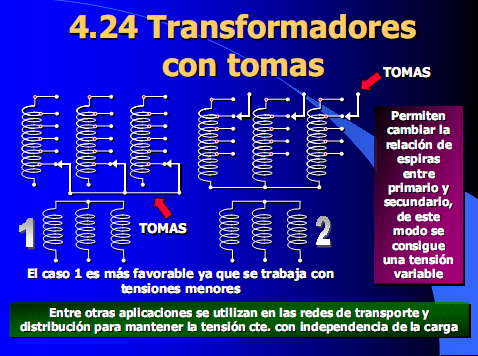 4.24 Transformadores
con tomas
TOMAS
Permiten
cambiar la
relación de
espiras
entre
primario y
secundario,
de este
modo se
consigue
una tensión
variable
1
TOMAS
2
El caso 1 es más favorable ya que se trabaja con
tensiones menores
Entre otras aplicaciones se utilizan en las redes de transporte y
distribución para mantener la tensión cte. con independencia de la carga